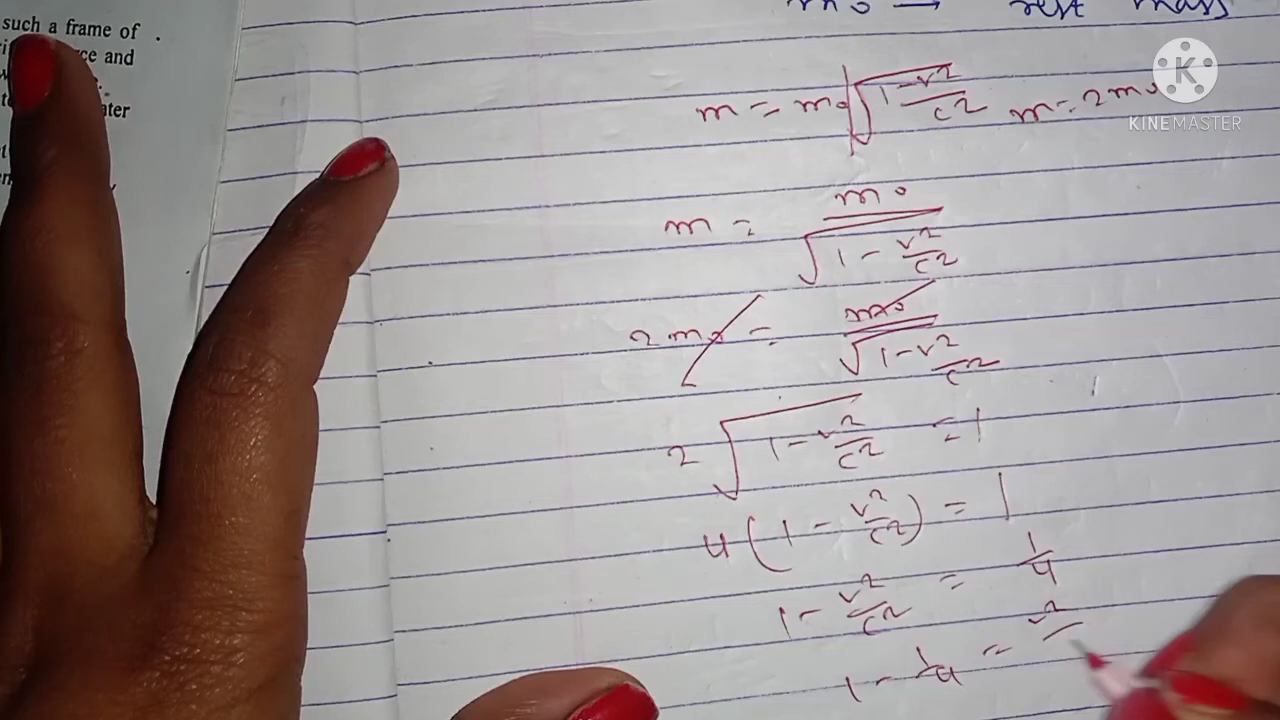 such a frame of .
ce and
ater
m0 → rest mass
K
KINEMASTER
m = m0 √1-v2/c2 m = 2m0
m = m0/√1 - v2/c2
2m0 = m0/√1-v2/c2
2 √1-v2/c2 = 1
4(1 - v2/c2) = 1
1 - v2/c2 = 1/4
1 - 1/4 = v2/